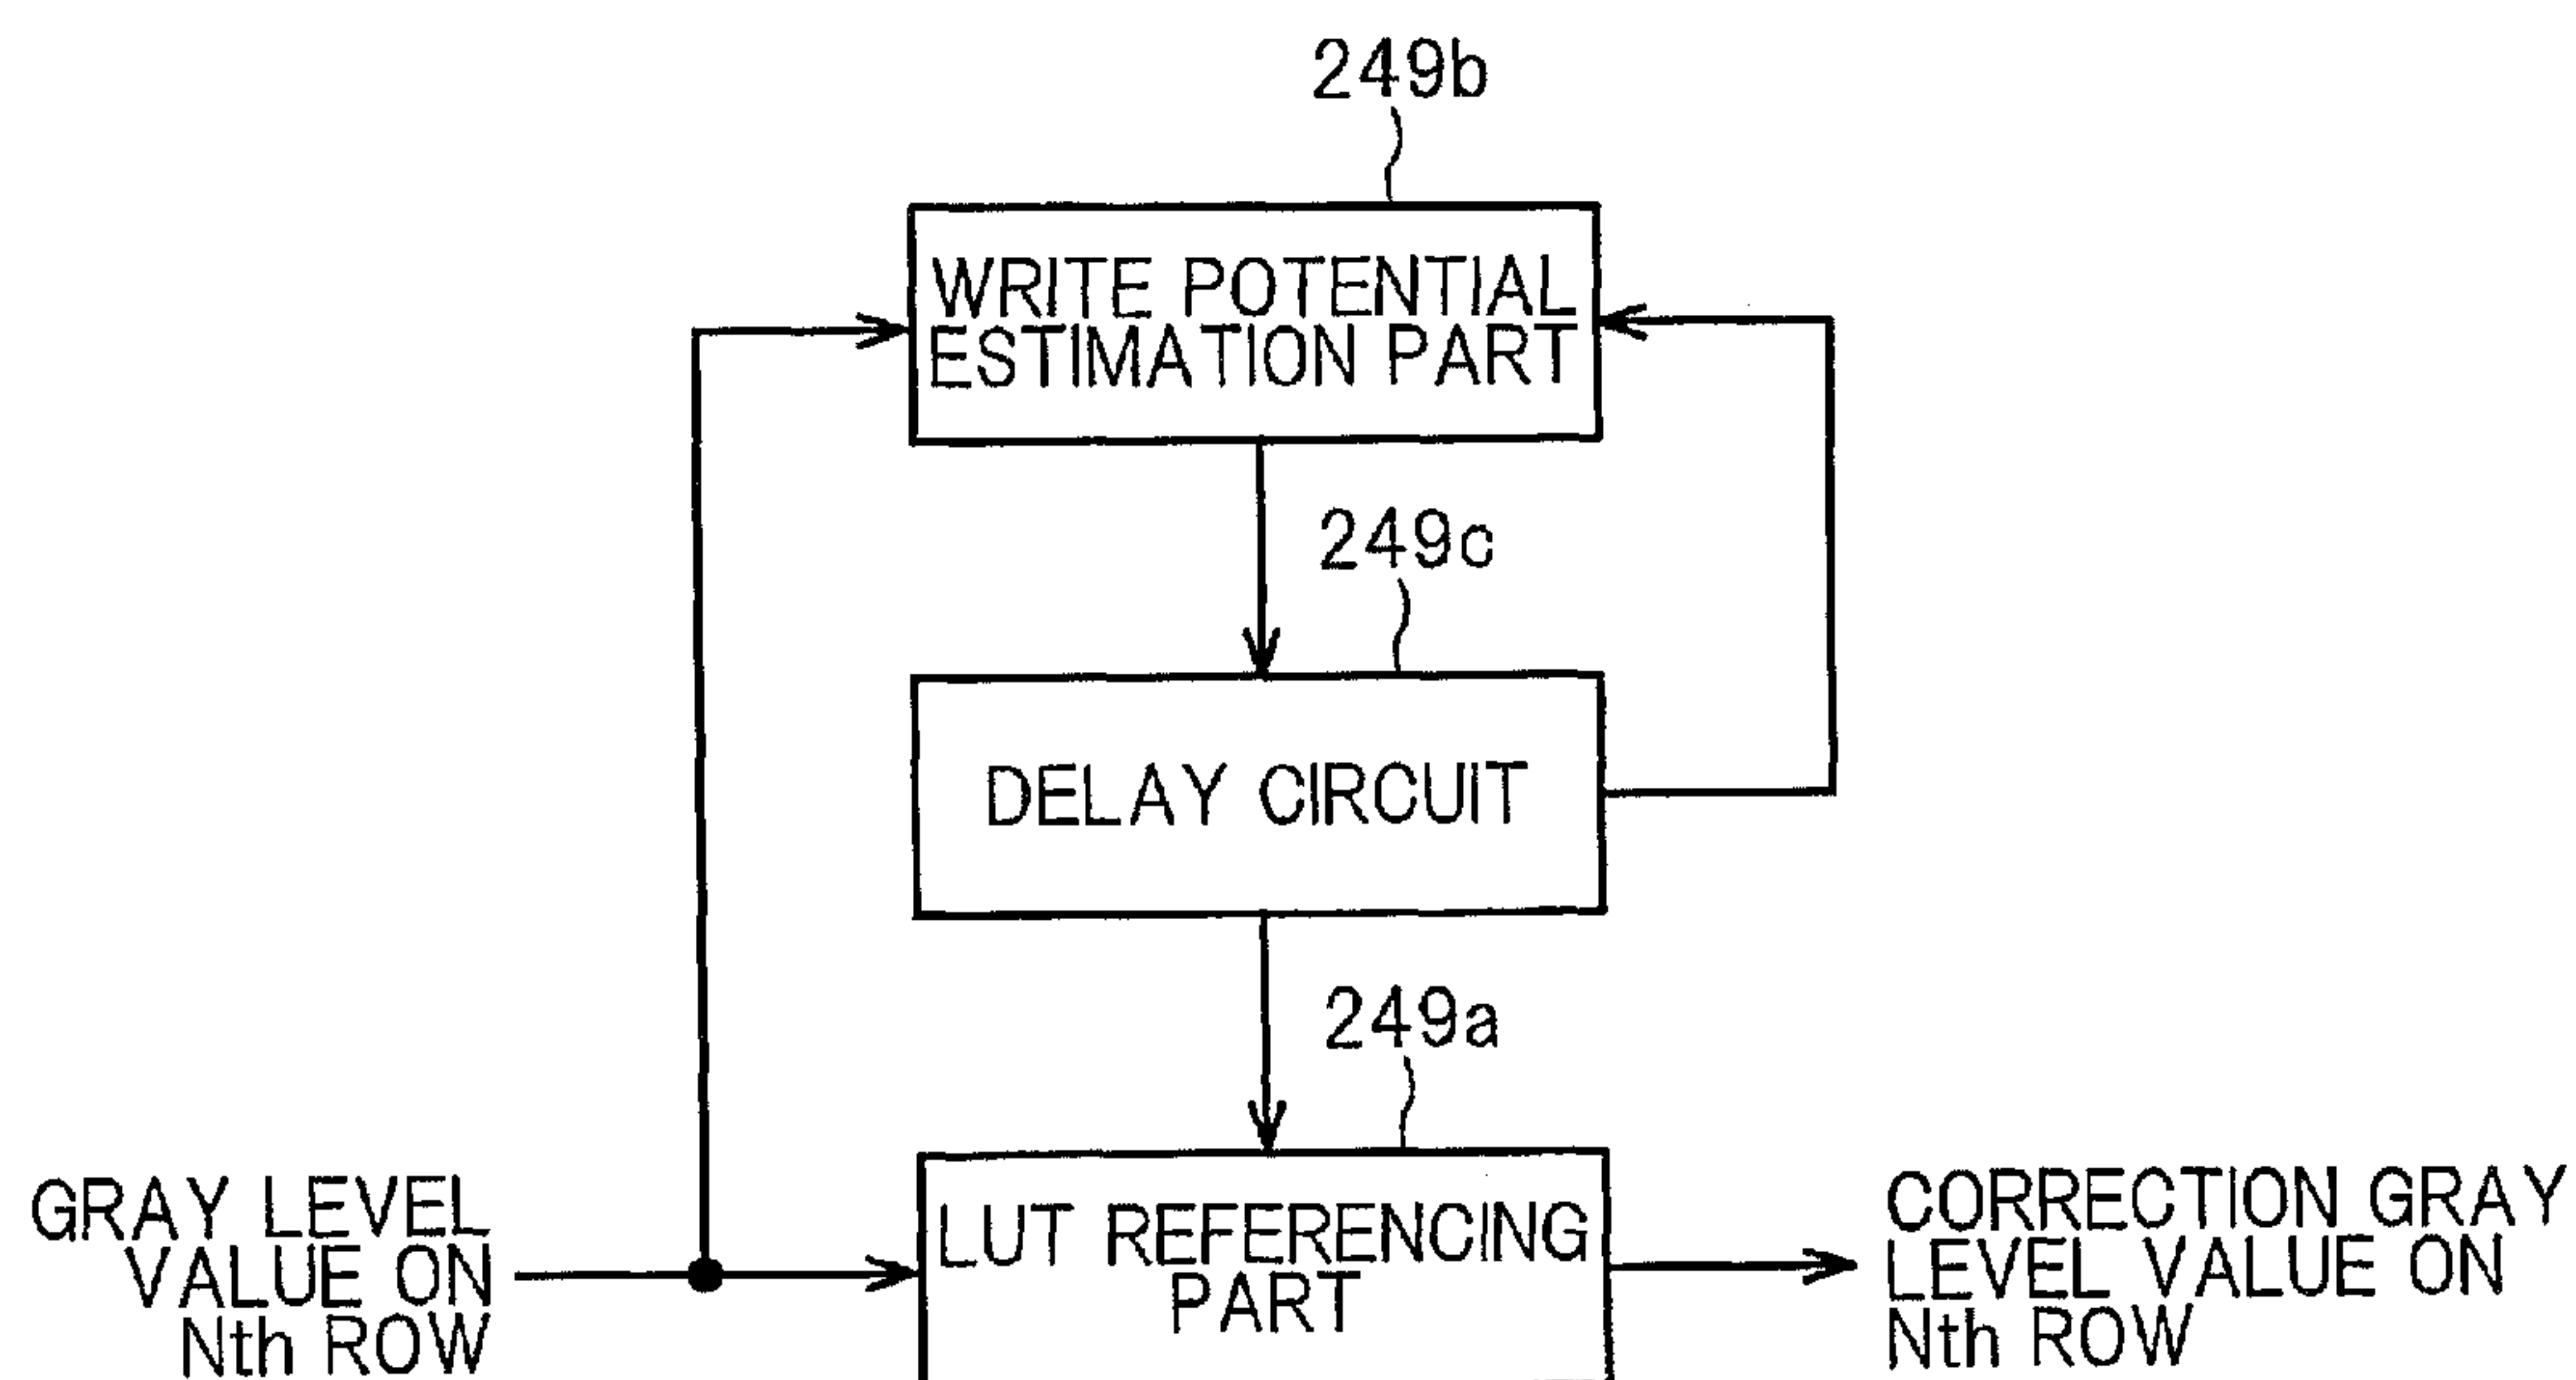 249b
WRITE POTENTIAL
ESTIMATION PART
249c
DELAY CIRCUIT
249a
GRAY LEVEL
VALUE ON
Nth ROW
LUT REFERENCING
PART
CORRECTION GRAY
LEVEL VALUE ON
Nth ROW